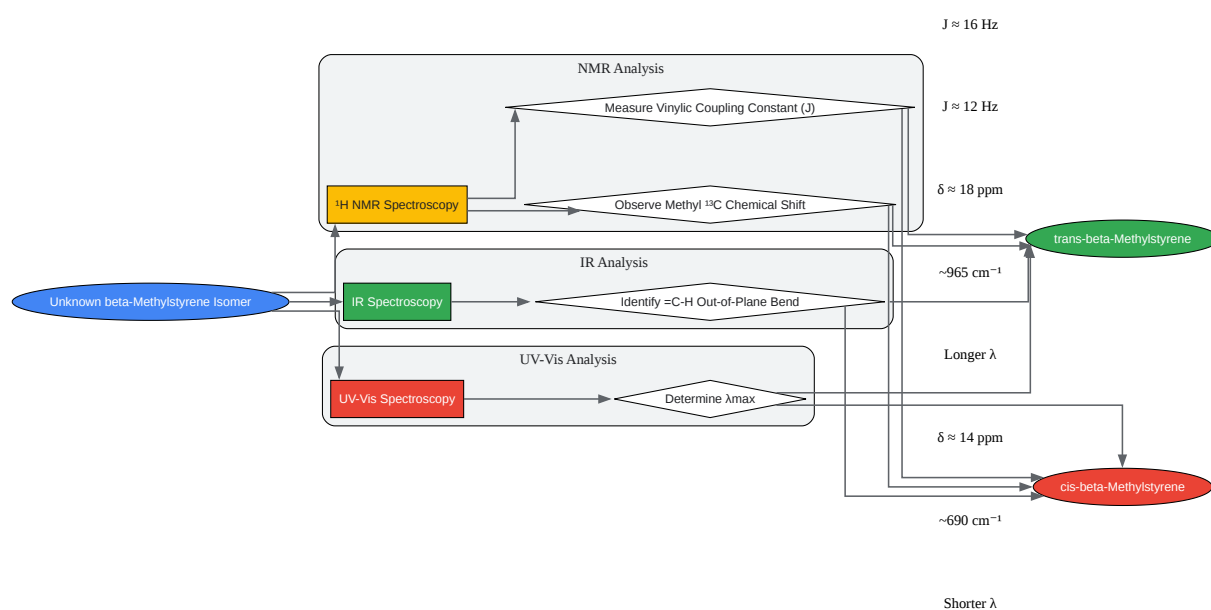 J ≈ 16 Hz
NMR Analysis
Measure Vinylic Coupling Constant (J)
J ≈ 12 Hz
δ ≈ 18 ppm
¹H NMR Spectroscopy
Observe Methyl ¹³C Chemical Shift
trans-beta-Methylstyrene
IR Analysis
~965 cm⁻¹
Unknown beta-Methylstyrene Isomer
IR Spectroscopy
Identify =C-H Out-of-Plane Bend
Longer λ
UV-Vis Analysis
UV-Vis Spectroscopy
Determine λmax
δ ≈ 14 ppm
cis-beta-Methylstyrene
~690 cm⁻¹
Shorter λ